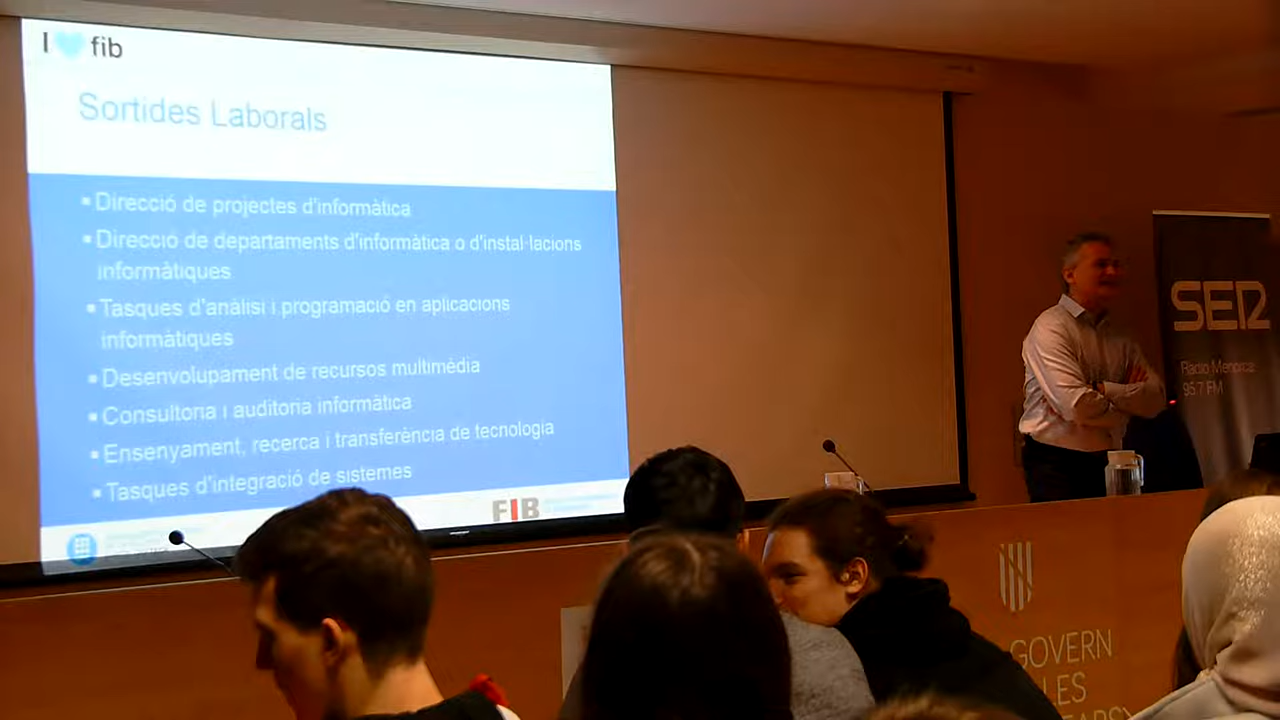 I fib
Sortides Laborals
▪ Direcció de projectes d'informàtica
▪ Direcció de departaments d'informàtica o d'instal·lacions
informàtiques
▪ Tasques d'anàlisi i programació en aplicacions
informàtiques
▪ Desenvolupament de recursos multimèdia
▪ Consultoria i auditoria informàtica
▪ Ensenyament, recerca i transferència de tecnologia
▪ Tasques d'integració de sistemes
FIB
SER
Ràdio Menorca
95.7 FM
GOVERN
LES